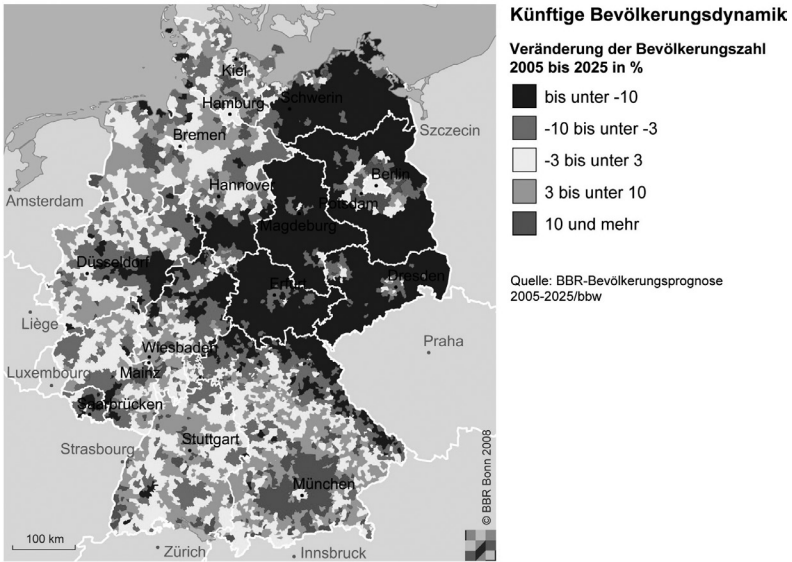 Künftige Bevölkerungsdynamik
Veränderung der Bevölkerungszahl
2005 bis 2025 in %
bis unter -10
-10 bis unter -3
-3 bis unter 3
3 bis unter 10
10 und mehr
Quelle: BBR-Bevölkerungsprognose
2005-2025/bbw
Kiel
Hamburg
Schwerin
Szczecin
Bremen
Berlin
Hannover
Potsdam
Amsterdam
Magdeburg
Düsseldorf
Dresden
Erfurt
Liège
Praha
Wiesbaden
Luxembourg
Mainz
Saarbrücken
Stuttgart
Strasbourg
München
100 km
Zürich
Innsbruck
© BBR Bonn 2008